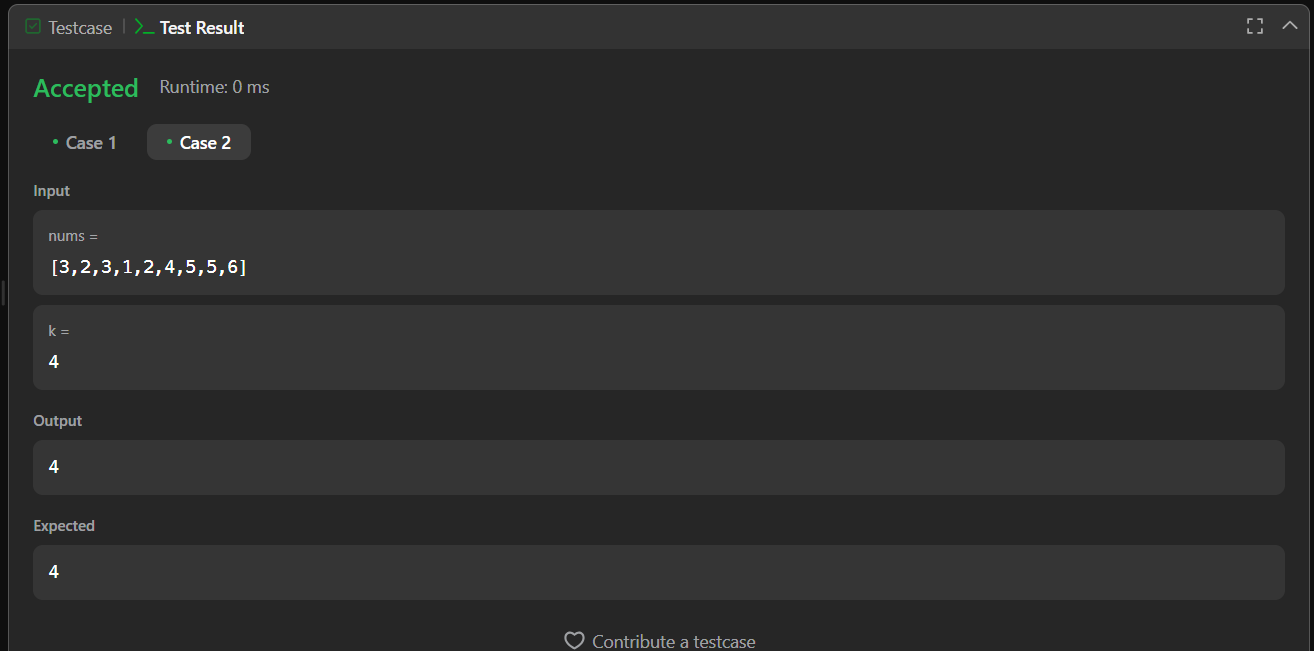 Testcase | >_ Test Result
Accepted Runtime: 0 ms
• Case 1 • Case 2
Input
nums =
[3,2,3,1,2,4,5,5,6]
k =
4
Output
4
Expected
4
Contribute a testcase